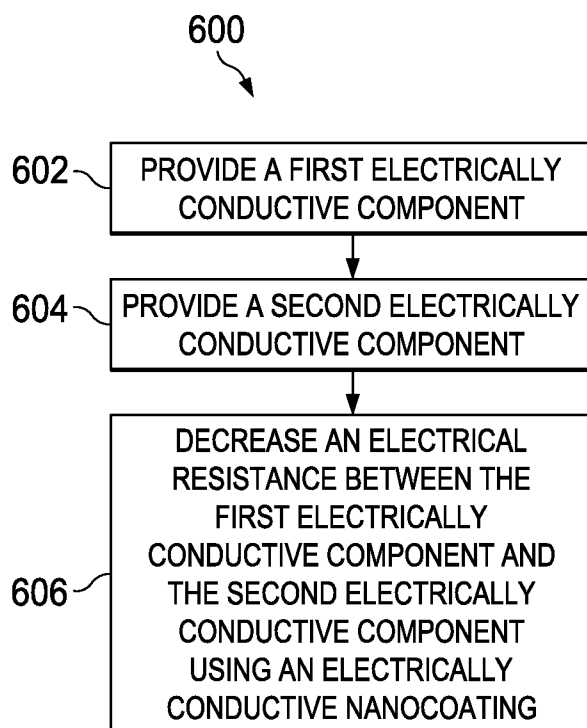 600
602
PROVIDE A FIRST ELECTRICALLY
CONDUCTIVE COMPONENT
604
PROVIDE A SECOND ELECTRICALLY
CONDUCTIVE COMPONENT
606
DECREASE AN ELECTRICAL
RESISTANCE BETWEEN THE
FIRST ELECTRICALLY
CONDUCTIVE COMPONENT AND
THE SECOND ELECTRICALLY
CONDUCTIVE COMPONENT
USING AN ELECTRICALLY
CONDUCTIVE NANOCOATING